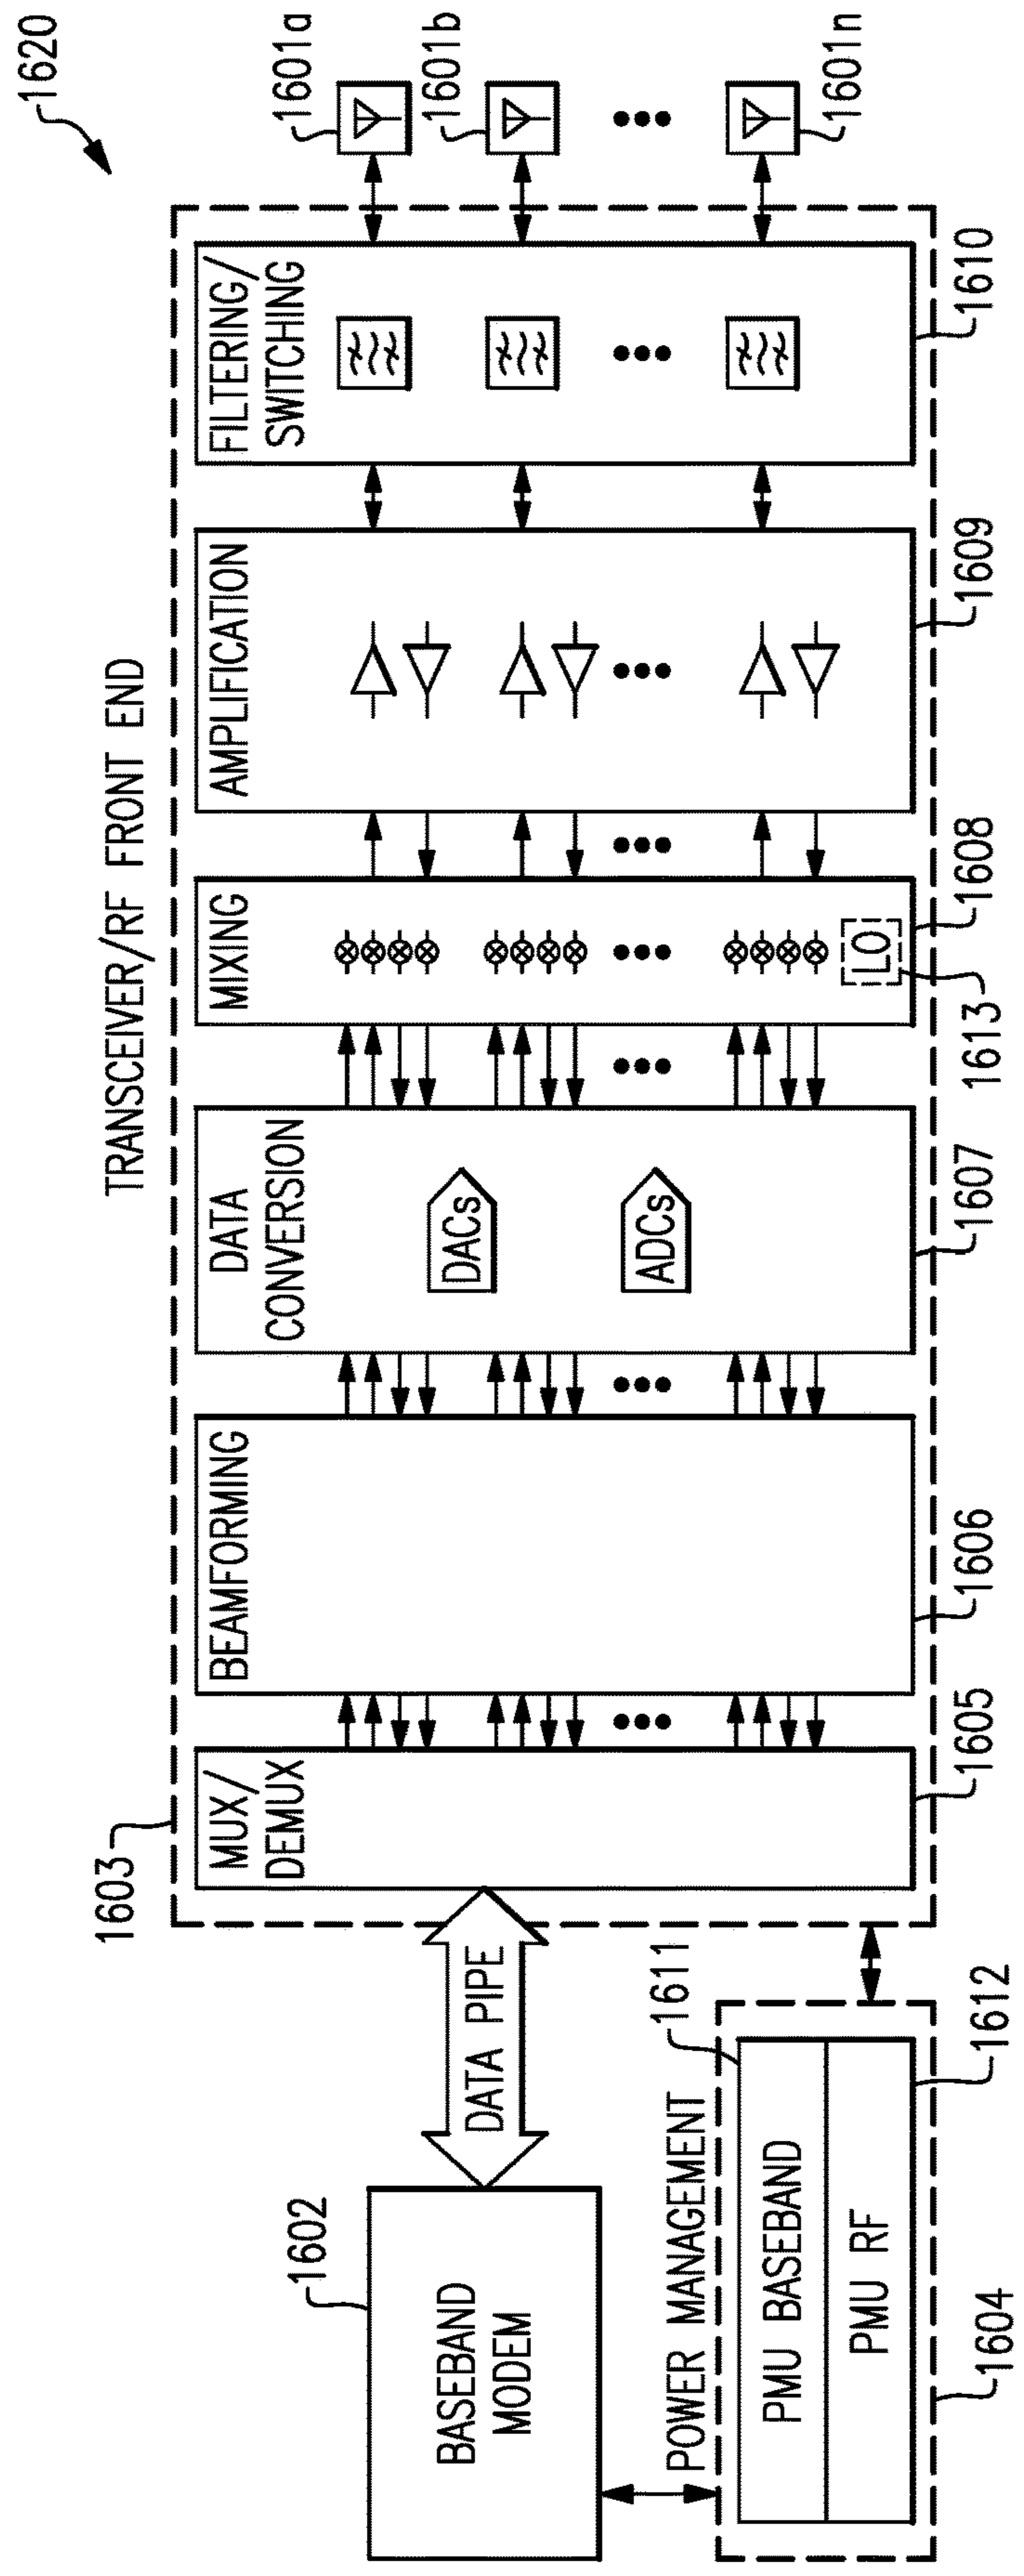 1620
TRANSCEIVER/RF FRONT END
1603
1602
BASEBAND
MODEM
DATA PIPE
MUX/
DEMUX
1605
BEAMFORMING
1606
DATA
CONVERSION
DACs
ADCs
1607
MIXING
LO
1613
1608
AMPLIFICATION
1609
FILTERING/
SWITCHING
1610
1601a
1601b
1601n
POWER MANAGEMENT
1611
PMU BASEBAND
PMU RF
1612
1604